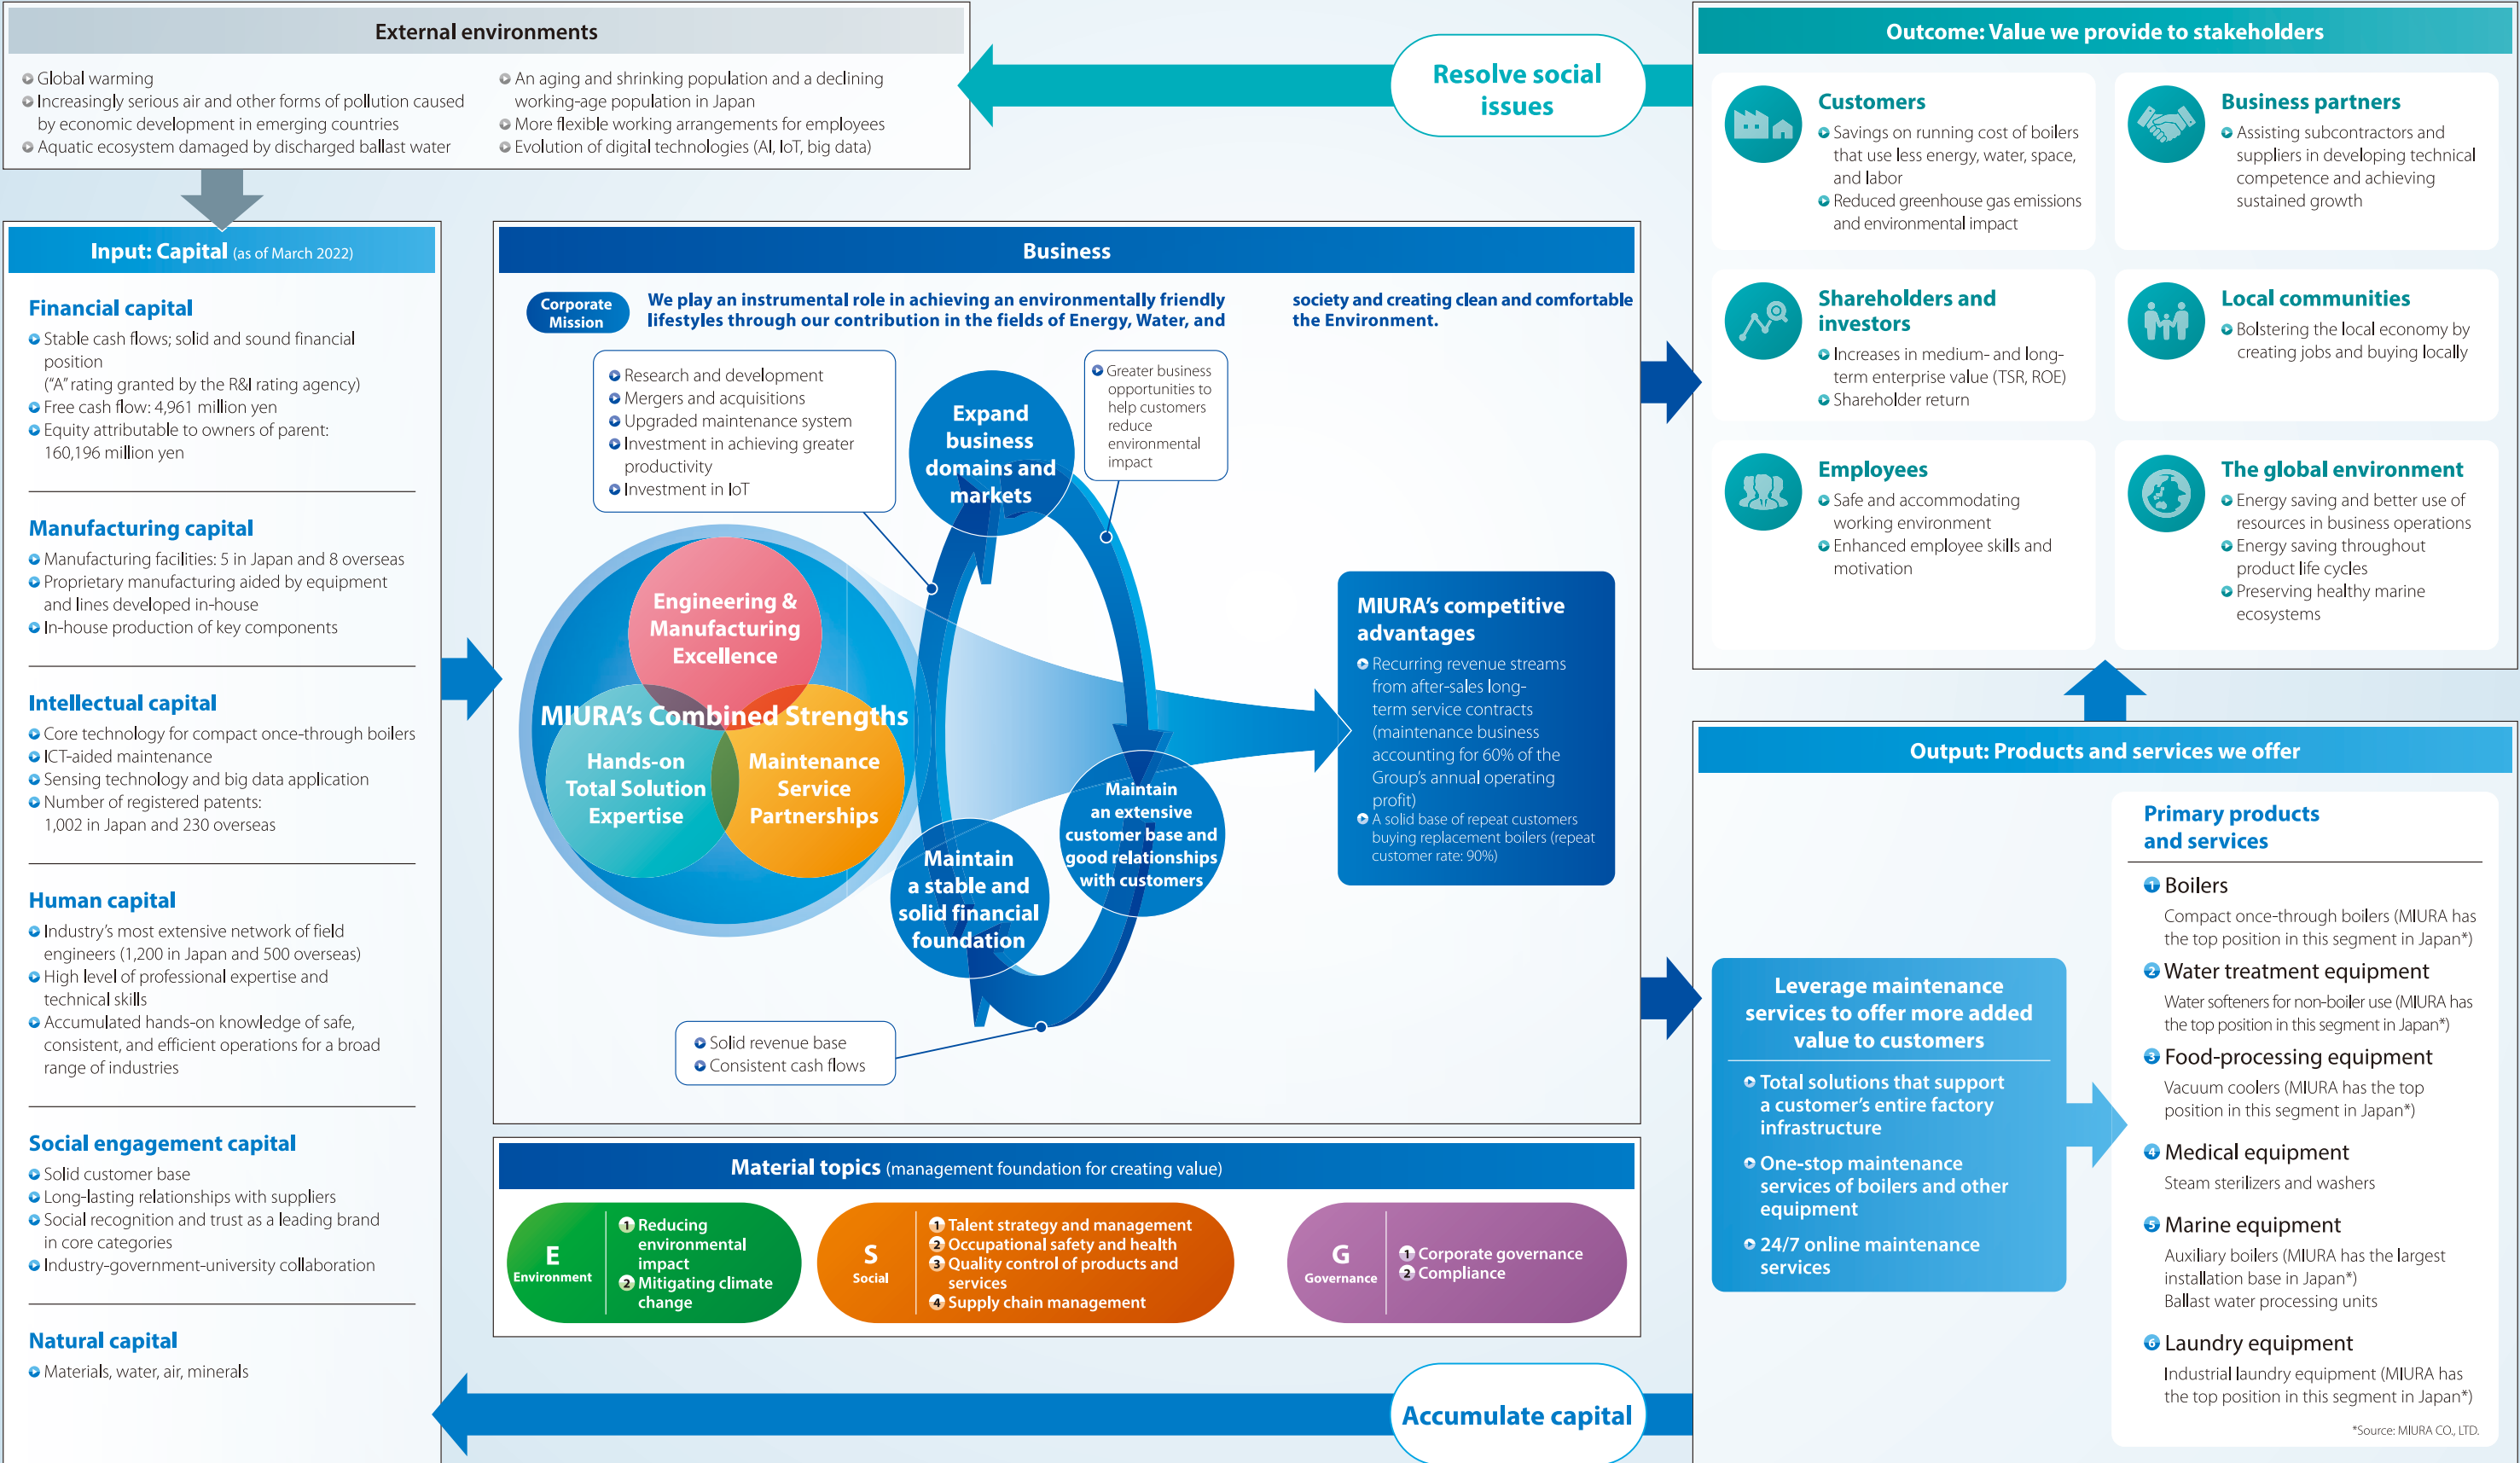 External environments
Global warming
Increasingly serious air and other forms of pollution caused
by economic development in emerging countries
Aquatic ecosystem damaged by discharged ballast water
An aging and shrinking population and a declining
working-age population in Japan
More flexible working arrangements for employees
Evolution of digital technologies (AI, IoT, big data)
Resolve social
issues
Input: Capital (as of March 2022)
Financial capital
Stable cash flows; solid and sound financial
position
("A" rating granted by the R&I rating agency)
Free cash flow: 4,961 million yen
Equity attributable to owners of parent:
160,196 million yen
Manufacturing capital
Manufacturing facilities: 5 in Japan and 8 overseas
Proprietary manufacturing aided by equipment
and lines developed in-house
In-house production of key components
Intellectual capital
Core technology for compact once-through boilers
ICT-aided maintenance
Sensing technology and big data application
Number of registered patents:
1,002 in Japan and 230 overseas
Human capital
Industry's most extensive network of field
engineers (1,200 in Japan and 500 overseas)
High level of professional expertise and
technical skills
Accumulated hands-on knowledge of safe,
consistent, and efficient operations for a broad
range of industries
Social engagement capital
Solid customer base
Long-lasting relationships with suppliers
Social recognition and trust as a leading brand
in core categories
Industry-government-university collaboration
Natural capital
Materials, water, air, minerals
Business
Corporate
Mission
We play an instrumental role in achieving an environmentally friendly society and creating clean and comfortable
lifestyles through our contribution in the fields of Energy, Water, and the Environment.
Research and development
Mergers and acquisitions
Upgraded maintenance system
Investment in achieving greater
productivity
Investment in IoT
Expand
business
domains and
markets
Greater business
opportunities to
help customers
reduce
environmental
impact
Engineering &
Manufacturing
Excellence
MIURA's Combined Strengths
Hands-on
Total Solution
Expertise
Maintenance
Service
Partnerships
Maintain
an extensive
customer base and
good relationships
with customers
Maintain
a stable and
solid financial
foundation
Solid revenue base
Consistent cash flows
MIURA's competitive
advantages
Recurring revenue streams
from after-sales long-
term service contracts
(maintenance business
accounting for 60% of the
Group's annual operating
profit)
A solid base of repeat customers
buying replacement boilers (repeat
customer rate: 90%)
Material topics (management foundation for creating value)
E
Environment
1 Reducing
environmental
impact
2 Mitigating climate
change
S
Social
1 Talent strategy and management
2 Occupational safety and health
3 Quality control of products and
services
4 Supply chain management
G
Governance
1 Corporate governance
2 Compliance
Accumulate capital
Outcome: Value we provide to stakeholders
Customers
Savings on running cost of boilers
that use less energy, water, space,
and labor
Reduced greenhouse gas emissions
and environmental impact
Business partners
Assisting subcontractors and
suppliers in developing technical
competence and achieving
sustained growth
Shareholders and
investors
Increases in medium- and long-
term enterprise value (TSR, ROE)
Shareholder return
Local communities
Bolstering the local economy by
creating jobs and buying locally
Employees
Safe and accommodating
working environment
Enhanced employee skills and
motivation
The global environment
Energy saving and better use of
resources in business operations
Energy saving throughout
product life cycles
Preserving healthy marine
ecosystems
Output: Products and services we offer
Leverage maintenance
services to offer more added
value to customers
Total solutions that support
a customer's entire factory
infrastructure
One-stop maintenance
services of boilers and other
equipment
24/7 online maintenance
services
Primary products
and services
1 Boilers
Compact once-through boilers (MIURA has
the top position in this segment in Japan*)
2 Water treatment equipment
Water softeners for non-boiler use (MIURA has
the top position in this segment in Japan*)
3 Food-processing equipment
Vacuum coolers (MIURA has the top
position in this segment in Japan*)
4 Medical equipment
Steam sterilizers and washers
5 Marine equipment
Auxiliary boilers (MIURA has the largest
installation base in Japan*)
Ballast water processing units
6 Laundry equipment
Industrial laundry equipment (MIURA has
the top position in this segment in Japan*)
*Source: MIURA CO., LTD.